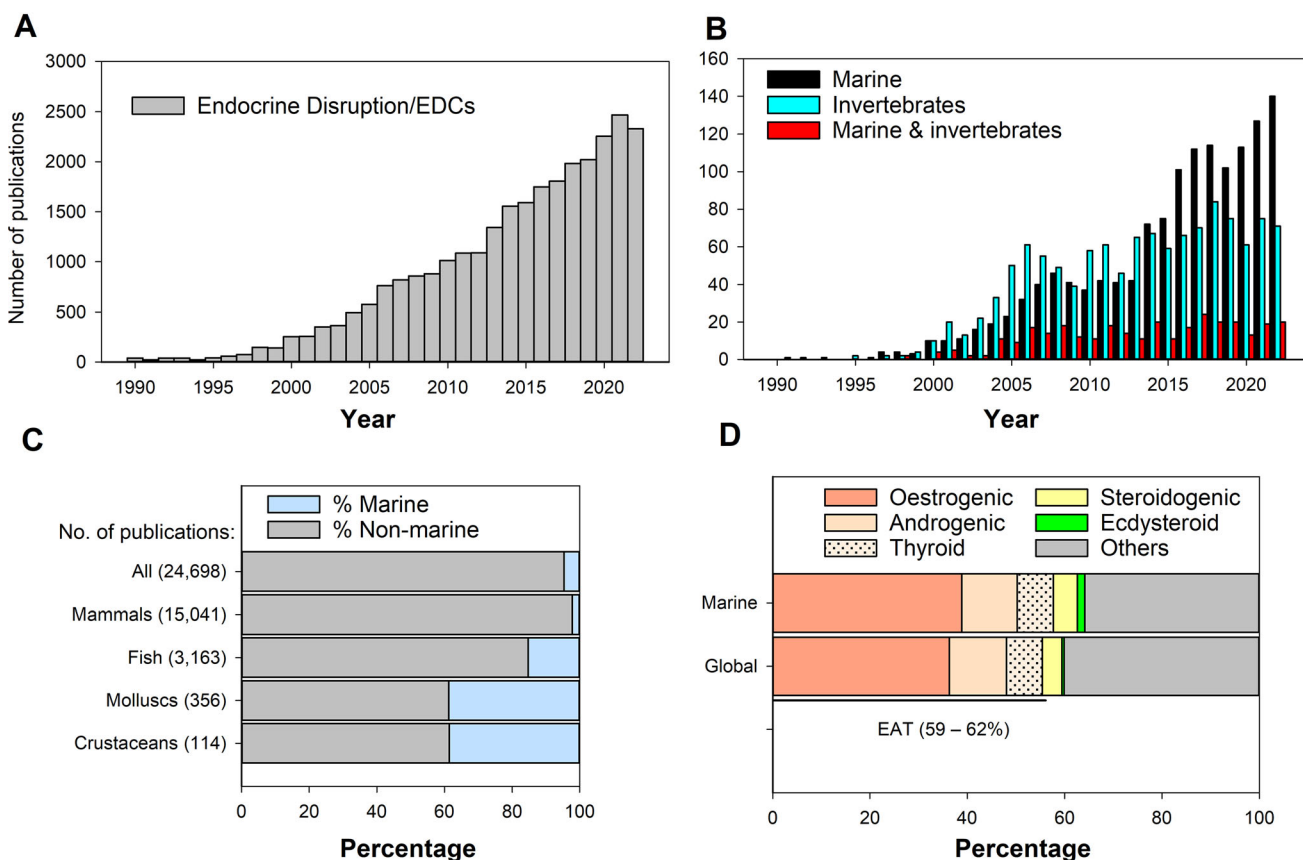 A
3000
2500
2000
1500
1000
500
0
Number of publications
Endocrine Disruption/EDCs
1990 1995 2000 2005 2010 2015 2020
Year
B
160
140
120
100
80
60
40
20
0
Marine
Invertebrates
Marine & invertebrates
1990 1995 2000 2005 2010 2015 2020
Year
C
% Marine
% Non-marine
No. of publications:
All (24,698)
Mammals (15,041)
Fish (3,163)
Molluscs (356)
Crustaceans (114)
0 20 40 60 80 100
Percentage
D
Oestrogenic Steroidogenic
Androgenic Ecdysteroid
Thyroid Others
Marine
Global
EAT (59 – 62%)
0 20 40 60 80 100
Percentage